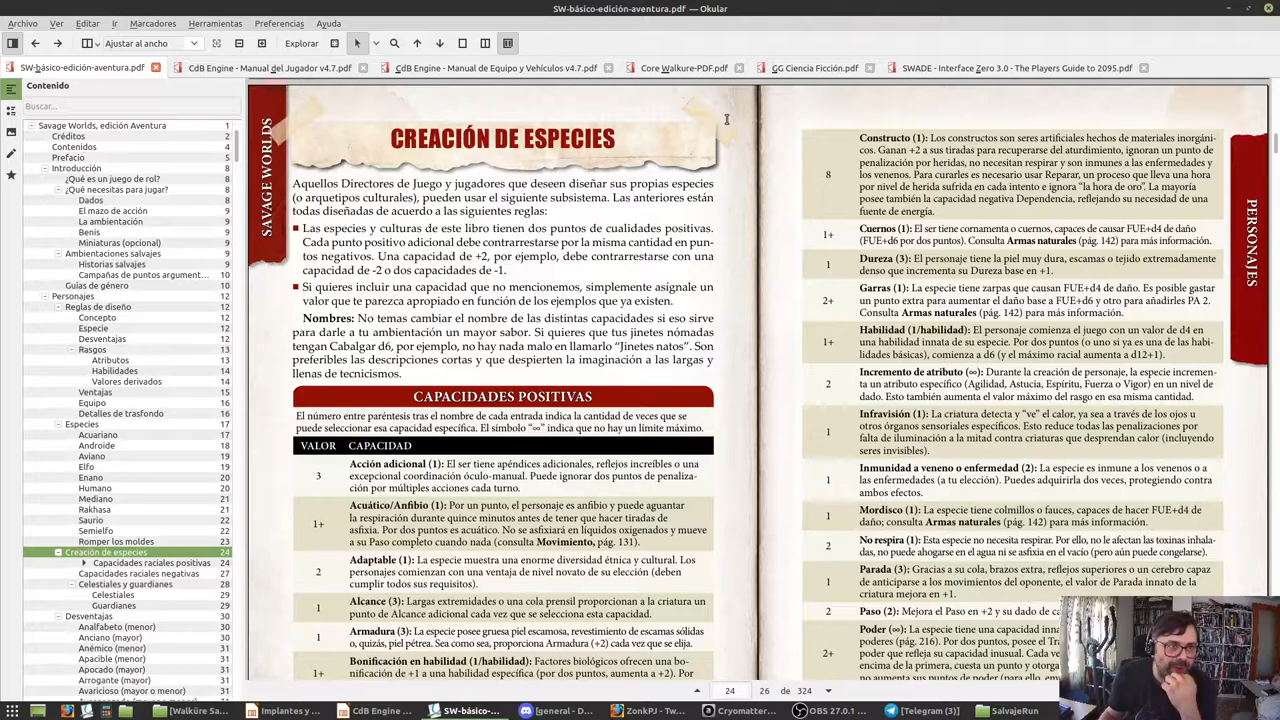 SW-básico-edición-aventura.pdf — Okular
Archivo Ver Editar Ir Marcadores Herramientas Preferencias Ayuda
Ajustar al ancho Explorar
SW-básico-edición-aventura.pdf CdB Engine - Manual del Jugador v4.7.pdf CdB Engine - Manual de Equipo y Vehículos v4.7.pdf Core Walkure-PDF.pdf GG Ciencia Ficción.pdf SWADE - Interface Zero 3.0 - The Players Guide to 2095.pdf
Contenido
Buscar...
Savage Worlds, edición Aventura 1
Créditos 2
Contenidos 4
Prefacio 5
Introducción 8
¿Qué es un juego de rol? 8
¿Qué necesitas para jugar? 8
Dados 8
El mazo de acción 9
La ambientación 9
Benis 9
Miniaturas (opcional) 9
Ambientaciones salvajes 9
Historias salvajes 9
Campañas de puntos argument... 10
Guías de género 10
Personajes 12
Reglas de diseño 12
Concepto 12
Especie 12
Desventajas 12
Rasgos 13
Atributos 13
Habilidades 14
Valores derivados 14
Ventajas 15
Equipo 16
Detalles de trasfondo 16
Especies 17
Acuariano 17
Androide 18
Aviano 19
Elfo 19
Enano 20
Humano 20
Mediano 21
Rakhasa 21
Saurio 22
Semielfo 22
Romper los moldes 23
Creación de especies 24
Capacidades raciales positivas 24
Capacidades raciales negativas 27
Celestiales y guardianes 28
Celestiales 29
Guardianes 29
Desventajas 30
Analfabeto (menor) 30
Anciano (mayor) 30
Anémico (menor) 30
Apacible (menor) 30
Apocado (mayor) 31
Arrogante (mayor) 31
Avaricioso (mayor o menor) 31
SAVAGE WORLDS
CREACIÓN DE ESPECIES
Aquellos Directores de Juego y jugadores que deseen diseñar sus propias especies
(o arquetipos culturales), pueden usar el siguiente subsistema. Las anteriores están
todas diseñadas de acuerdo a las siguientes reglas:
■ Las especies y culturas de este libro tienen dos puntos de cualidades positivas.
Cada punto positivo adicional debe contrarrestarse por la misma cantidad en pun-
tos negativos. Una capacidad de +2, por ejemplo, debe contrarrestarse con una
capacidad de -2 o dos capacidades de -1.
■ Si quieres incluir una capacidad que no mencionemos, simplemente asígnale un
valor que te parezca apropiado en función de los ejemplos que ya existen.
Nombres: No temas cambiar el nombre de las distintas capacidades si eso sirve
para darle a tu ambientación un mayor sabor. Si quieres que tus jinetes nómadas
tengan Cabalgar d6, por ejemplo, no hay nada malo en llamarlo “Jinetes natos”. Son
preferibles las descripciones cortas y que despierten la imaginación a las largas y
llenas de tecnicismos.
CAPACIDADES POSITIVAS
El número entre paréntesis tras el nombre de cada entrada indica la cantidad de veces que se
puede seleccionar esa capacidad específica. El símbolo “∞” indica que no hay un límite máximo.
VALOR CAPACIDAD
3 Acción adicional (1): El ser tiene apéndices adicionales, reflejos increíbles o una
excepcional coordinación óculo-manual. Puede ignorar dos puntos de penaliza-
ción por múltiples acciones cada turno.
1+ Acuático/Anfibio (1): Por un punto, el personaje es anfibio y puede aguantar
la respiración durante quince minutos antes de tener que hacer tiradas de
asfixia. Por dos puntos es acuático. No se asfixiará en líquidos oxigenados y mueve
a su Paso completo cuando nada (consulta Movimiento, pág. 131).
2 Adaptable (1): La especie muestra una enorme diversidad étnica y cultural. Los
personajes comienzan con una ventaja de nivel novato de su elección (deben
cumplir todos sus requisitos).
1 Alcance (3): Largas extremidades o una cola prensil proporcionan a la criatura un
punto de Alcance adicional cada vez que se selecciona esta capacidad.
1 Armadura (3): La especie posee gruesa piel escamosa, revestimiento de escamas sólidas
o, quizás, piel pétrea. Sea como sea, proporciona Armadura (+2) cada vez que se elija.
1+ Bonificación en habilidad (1/habilidad): Factores biológicos ofrecen una bo-
nificación de +1 a una habilidad específica (por dos puntos, aumenta a +2). Por
8 Constructo (1): Los constructos son seres artificiales hechos de materiales inorgáni-
cos. Ganan +2 a sus tiradas para recuperarse del aturdimiento, ignoran un punto de
penalización por heridas, no necesitan respirar y son inmunes a las enfermedades y
los venenos. Para curarles es necesario usar Reparar, un proceso que lleva una hora
por nivel de herida sufrida en cada intento e ignora “la hora de oro”. La mayoría
posee también la capacidad negativa Dependencia, reflejando su necesidad de una
fuente de energía.
1+ Cuernos (1): El ser tiene cornamenta o cuernos, capaces de causar FUE+d4 de daño
(FUE+d6 por dos puntos). Consulta Armas naturales (pág. 142) para más información.
1 Dureza (3): El personaje tiene la piel muy dura, escamas o tejido extremadamente
denso que incrementa su Dureza base en +1.
2+ Garras (1): La especie tiene zarpas que causan FUE+d4 de daño. Es posible gastar
un punto extra para aumentar el daño base a FUE+d6 y otro para añadirles PA 2.
Consulta Armas naturales (pág. 142) para más información.
1+ Habilidad (1/habilidad): El personaje comienza el juego con un valor de d4 en
una habilidad innata de su especie. Por dos puntos (o uno si ya es una de las habi-
lidades básicas), comienza a d6 (y el máximo racial aumenta a d12+1).
2 Incremento de atributo (∞): Durante la creación de personaje, la especie incremen-
ta un atributo específico (Agilidad, Astucia, Espíritu, Fuerza o Vigor) en un nivel de
dado. Esto también aumenta el valor máximo del rasgo en esa misma cantidad.
1 Infravisión (1): La criatura detecta y “ve” el calor, ya sea a través de los ojos u
otros órganos sensoriales específicos. Esto reduce todas las penalizaciones por
falta de iluminación a la mitad contra criaturas que desprendan calor (incluyendo
seres invisibles).
1 Inmunidad a veneno o enfermedad (2): La especie es inmune a los venenos o a
las enfermedades (a tu elección). Puedes adquirirla dos veces, protegiendo contra
ambos efectos.
1 Mordisco (1): La especie tiene colmillos o fauces, capaces de hacer FUE+d4 de
daño; consulta Armas naturales (pág. 142) para más información.
2 No respira (1): Esta especie no necesita respirar. Por ello, no le afectan las toxinas inhala-
das, no puede ahogarse en el agua ni se asfixia en el vacío (pero aún puede congelarse).
1 Parada (3): Gracias a su cola, brazos extra, reflejos superiores o un cerebro capaz
de anticiparse a los movimientos del oponente, el valor de Parada innato de la
criatura mejora en +1.
2 Paso (2): Mejora el Paso en +2 y su dado de
2+ Poder (∞): La especie tiene una capacidad inna
poderes (pág. 216). Por dos puntos, posee el
poder que refleja su capacidad inusual. Cada
encima de la primera, cuesta un punto y otorga
PERSONAJES
24 26 de 324
[Walküre Sa... Implantes y ... CdB Engine ... SW-básico-... [general - D... ZonkPJ — M... Cryomatter... OBS 27.0.1 ... [Telegram (3)] SalvajeRun